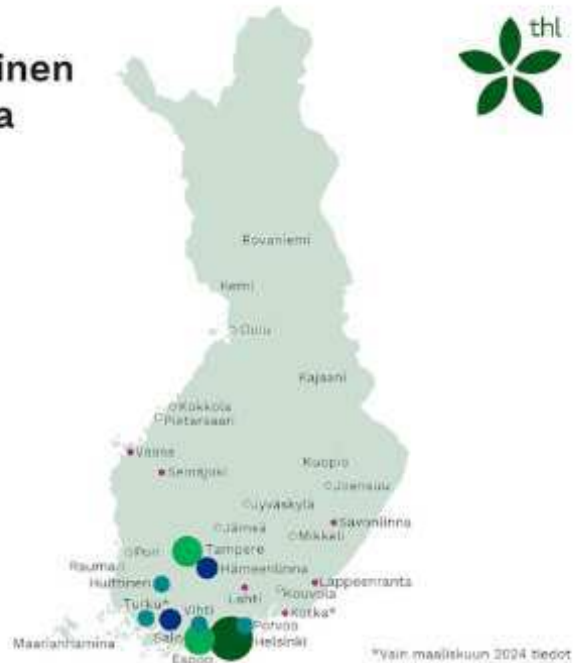 inen
a
thl
Rovaniemi
Kemi
Oulu
Kajaani
Kokkola
Pietarsaari
Vaasa
Seinäjoki
Kuopio
Joensuu
Jyväskylä
Savonlinna
Jämsä
Mikkeli
Pori
Tampere
Rauma
Hämeenlinna
Huittinen
Lappeenranta
Lahti
Kouvola
Turku*
Vihti
Kotka*
Salo
Porvoo
Maarianhamina
Helsinki
Espoo
*Vain maaliskuun 2024 tiedot